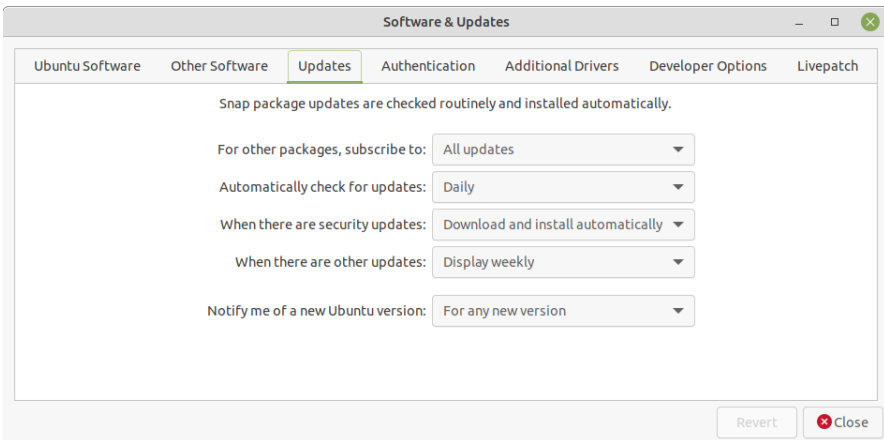 Software & Updates
Ubuntu Software Other Software Updates Authentication Additional Drivers Developer Options Livepatch
Snap package updates are checked routinely and installed automatically.
For other packages, subscribe to: All updates
Automatically check for updates: Daily
When there are security updates: Download and install automatically
When there are other updates: Display weekly
Notify me of a new Ubuntu version: For any new version
Revert Close